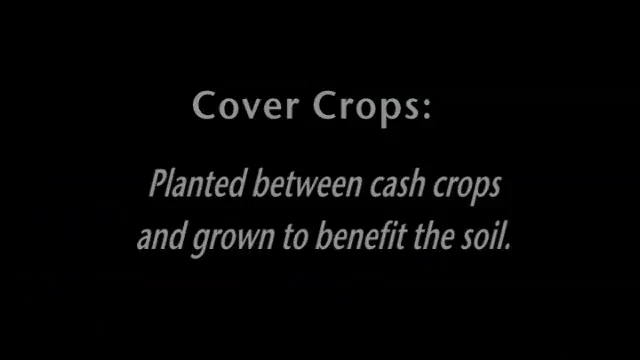 Cover Crops:
Planted between cash crops
and grown to benefit the soil.